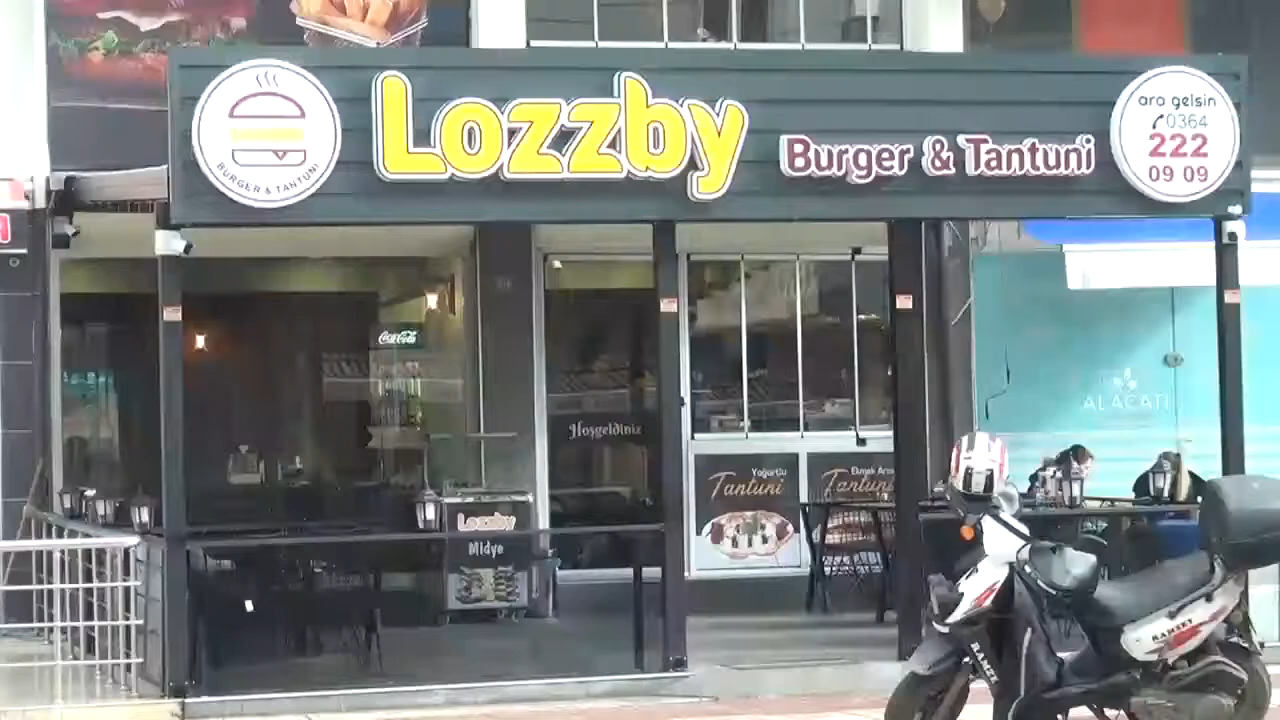 BURGER & TANTUNİ
Lozzby
Burger & Tantuni
ara gelsin
0364
222
09 09
Coca-Cola
Hoşgeldiniz
ALAÇATI
Yoğurtlu
Tantuni
Ekmek Arası
Tantuni
Lozzby
Midye
RAMZEY